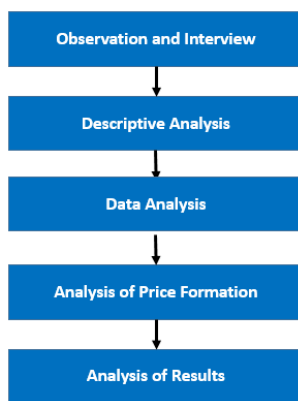 Observation and Interview
Descriptive Analysis
Data Analysis
Analysis of Price Formation
Analysis of Results